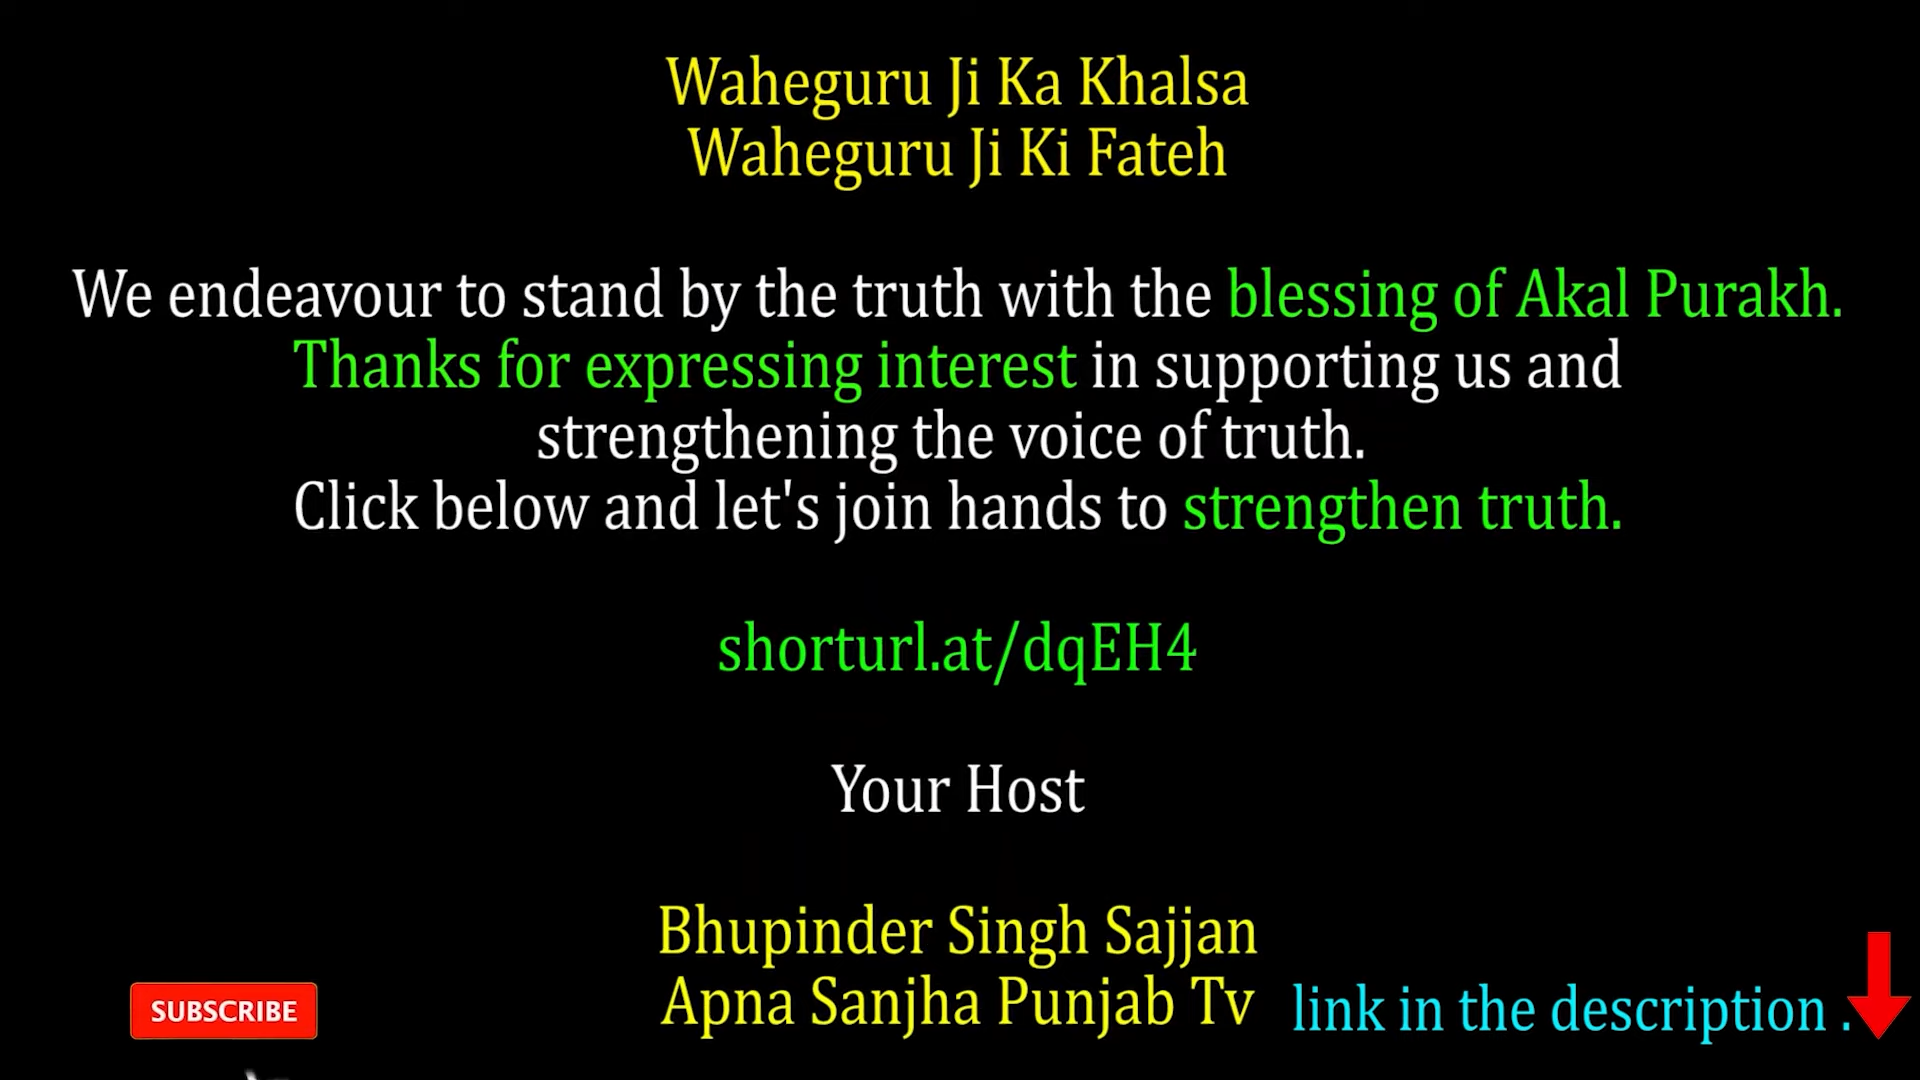 Waheguru Ji Ka Khalsa
Waheguru Ji Ki Fateh
We endeavour to stand by the truth with the blessing of Akal Purakh.
Thanks for expressing interest in supporting us and
strengthening the voice of truth.
Click below and let's join hands to strengthen truth.
shorturl.at/dqEH4
Your Host
Bhupinder Singh Sajjan
Apna Sanjha Punjab Tv
link in the description .
SUBSCRIBE